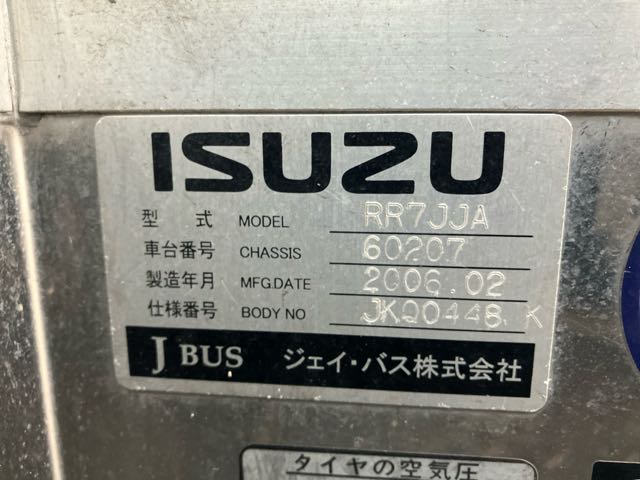 ISUZU
型式 MODEL RR7JJA
車台番号 CHASSIS 60207
製造年月 MFG.DATE 2006.02
仕様番号 BODY NO JKQ0448 K
J BUS ジェイ・バス株式会社
タイヤの空気圧